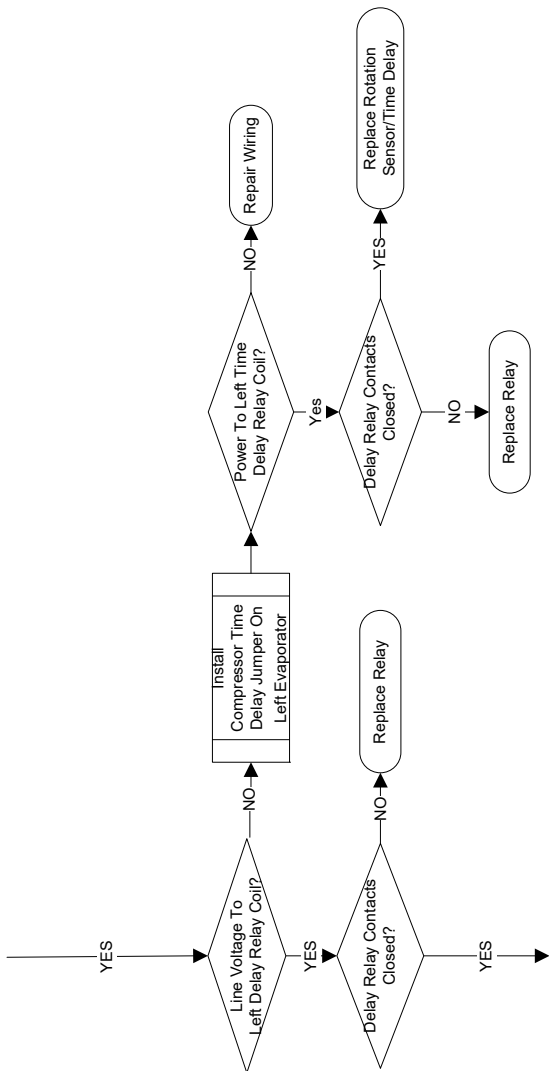 YES
Line Voltage To
Left Delay Relay Coil?
NO
Install
Compressor Time
Delay Jumper On
Left Evaporator
Power To Left Time
Delay Relay Coil?
NO
Repair Wiring
YES
Delay Relay Contacts
Closed?
NO
Replace Relay
YES
Yes
Delay Relay Contacts
Closed?
YES
Replace Rotation
Sensor/Time Delay
NO
Replace Relay